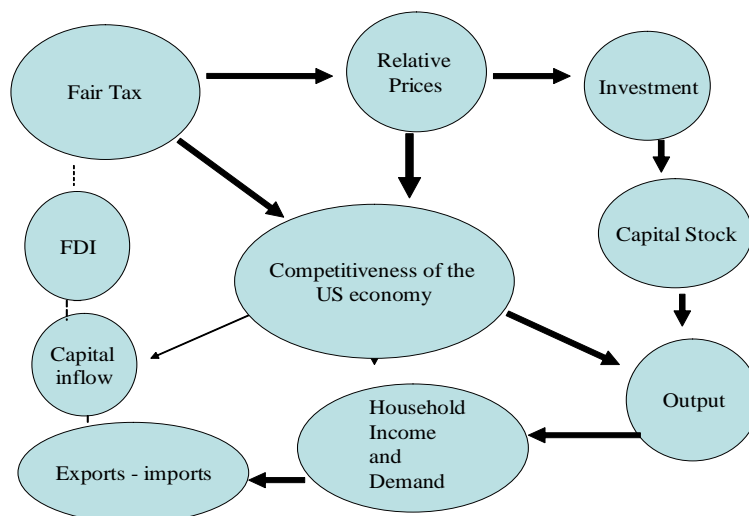 Fair Tax
Relative
Prices
Investment
FDI
Competitiveness of the
US economy
Capital Stock
Capital
inflow
Household
Income
and
Demand
Output
Exports - imports